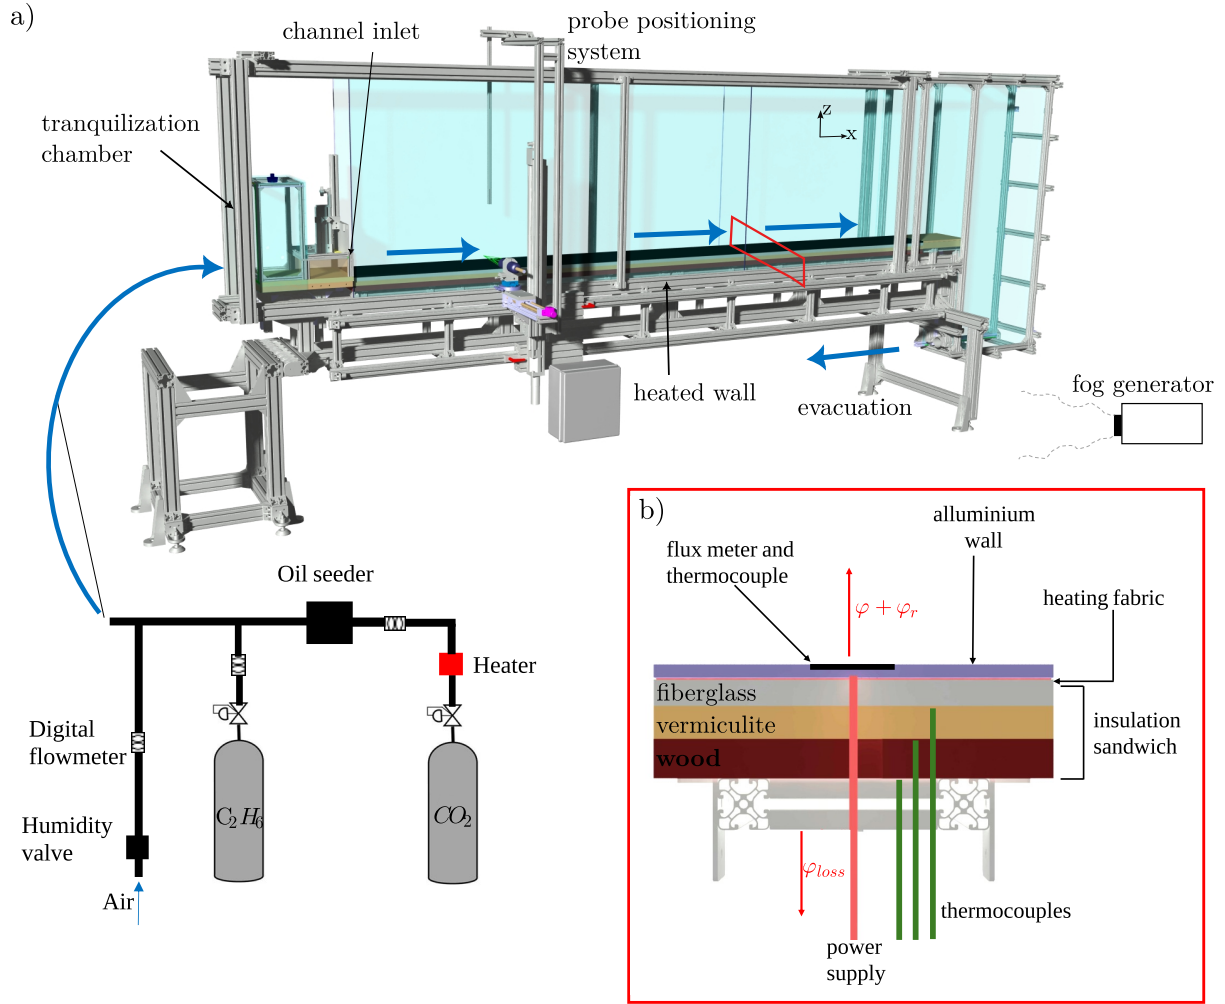 a)
channel inlet
probe positioning
system
tranquilization
chamber
z
x
heated wall
evacuation
fog generator
Oil seeder
Heater
Digital
flowmeter
C₂H₆
CO₂
Humidity
valve
Air
b)
alluminium
wall
flux meter and
thermocouple
φ + φᵣ
heating fabric
fiberglass
vermiculite
wood
insulation
sandwich
φ_loss
thermocouples
power
supply